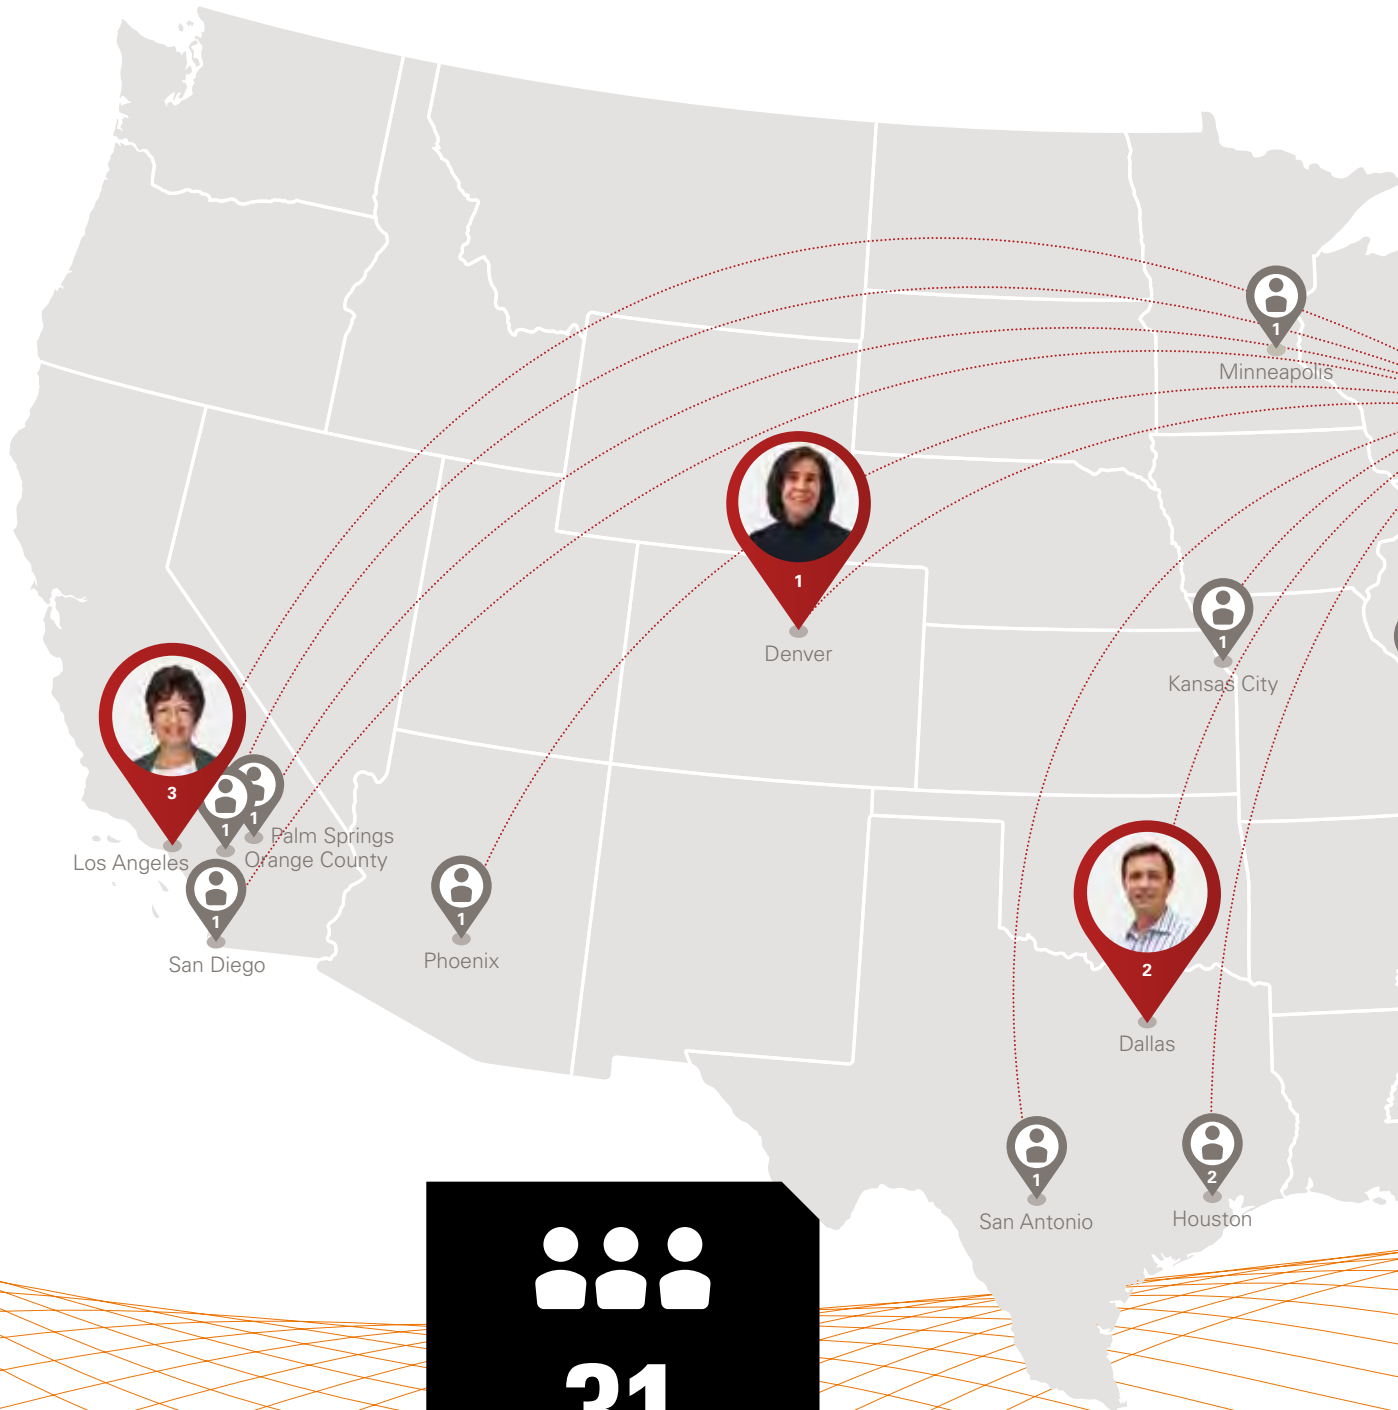 1
Minneapolis
1
Denver
1
Kansas City
3
1
1
Palm Springs
Los Angeles
Orange County
1
San Diego
1
Phoenix
2
Dallas
1
San Antonio
2
Houston
31